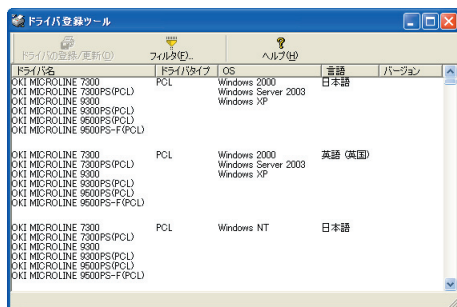 ドライバ登録ツール
ドライバの登録/更新(O) フィルタ(F)... ヘルプ(H)
ドライバ名 ドライバタイプ OS 言語 バージョン
OKI MICROLINE 7300 PCL Windows 2000 日本語
OKI MICROLINE 7300PS(PCL) Windows Server 2003
OKI MICROLINE 9300 Windows XP
OKI MICROLINE 9300PS(PCL)
OKI MICROLINE 9500PS(PCL)
OKI MICROLINE 9500PS-F(PCL)
OKI MICROLINE 7300 PCL Windows 2000 英語 (英国)
OKI MICROLINE 7300PS(PCL) Windows Server 2003
OKI MICROLINE 9300 Windows XP
OKI MICROLINE 9300PS(PCL)
OKI MICROLINE 9500PS(PCL)
OKI MICROLINE 9500PS-F(PCL)
OKI MICROLINE 7300 PCL Windows NT 日本語
OKI MICROLINE 7300PS(PCL)
OKI MICROLINE 9300
OKI MICROLINE 9300PS(PCL)
OKI MICROLINE 9500PS(PCL)
OKI MICROLINE 9500PS-F(PCL)